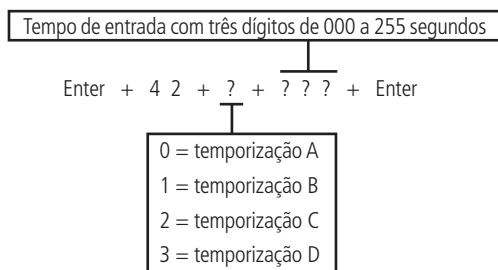 Tempo de entrada com três dígitos de 000 a 255 segundos
Enter + 4 2 + ? + ? ? ? + Enter
0 = temporização A
1 = temporização B
2 = temporização C
3 = temporização D